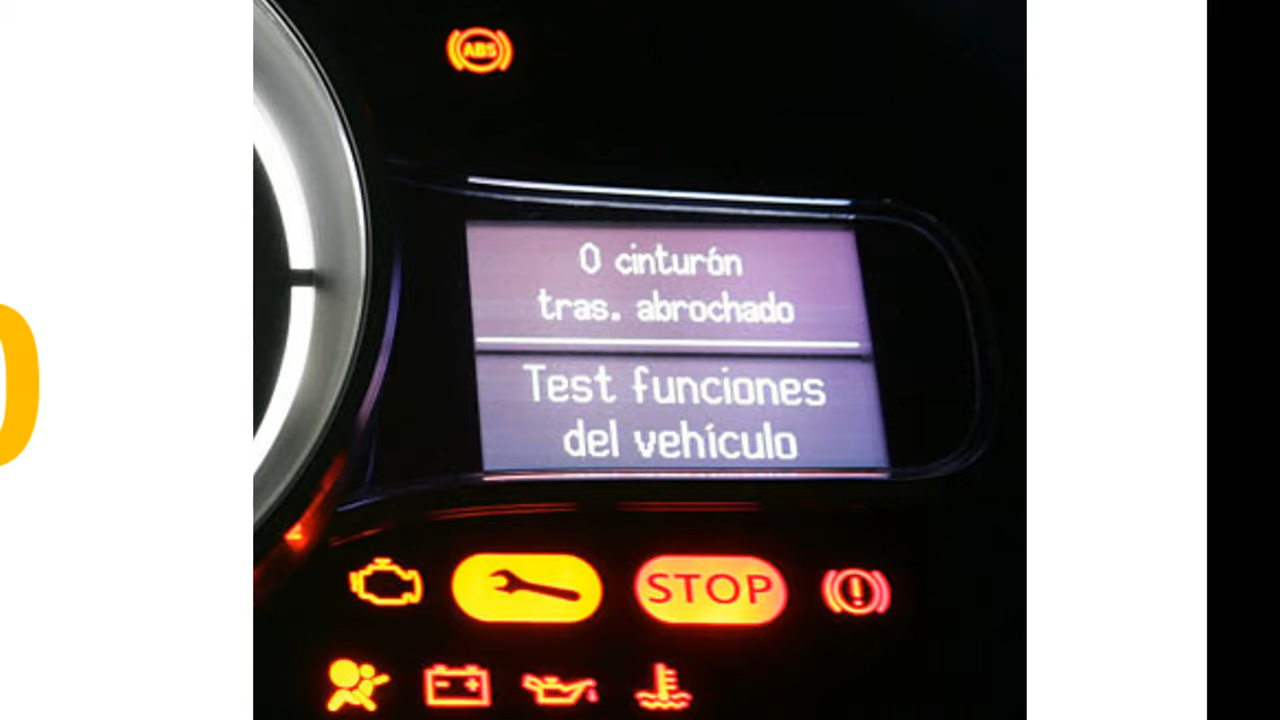 ABS
0 cinturón
tras. abrochado
Test funciones
del vehículo
STOP